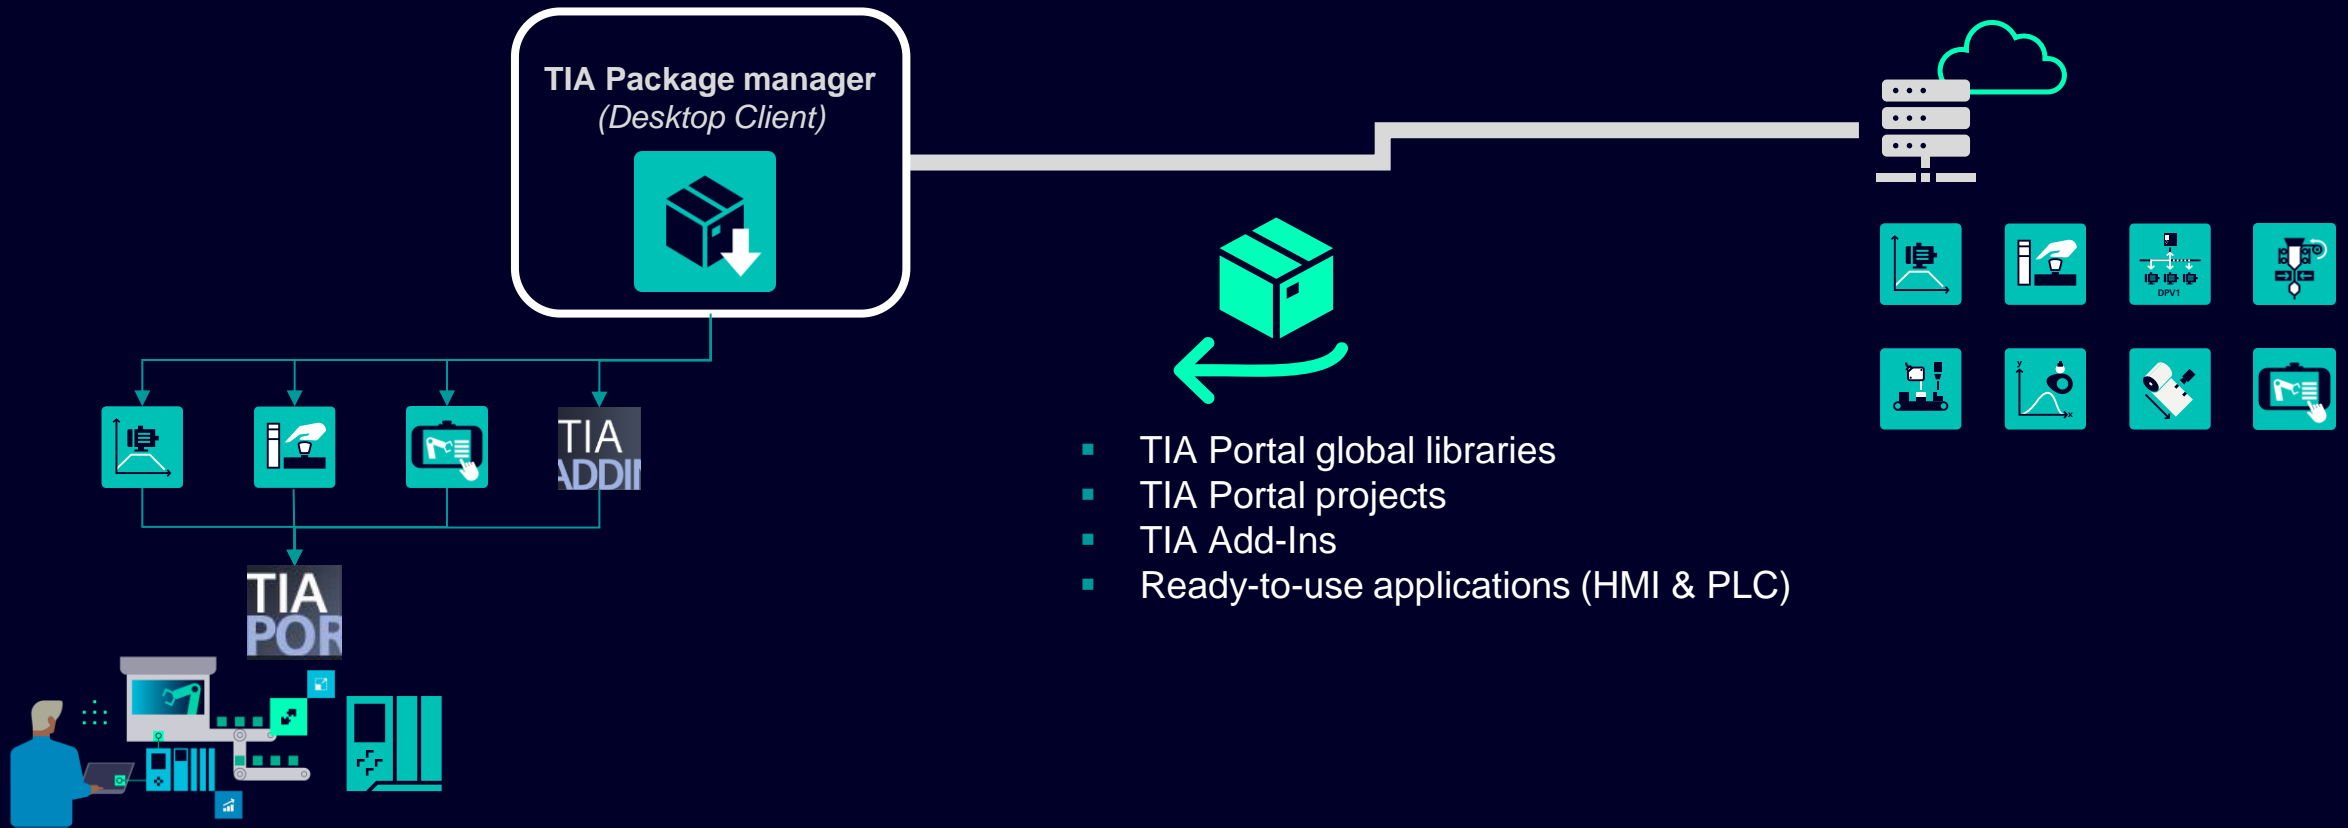 TIA Package manager
(Desktop Client)
DPV1
y
x
TIA
ADDI
TIA Portal global libraries
TIA Portal projects
TIA Add-Ins
Ready-to-use applications (HMI & PLC)
TIA
POR